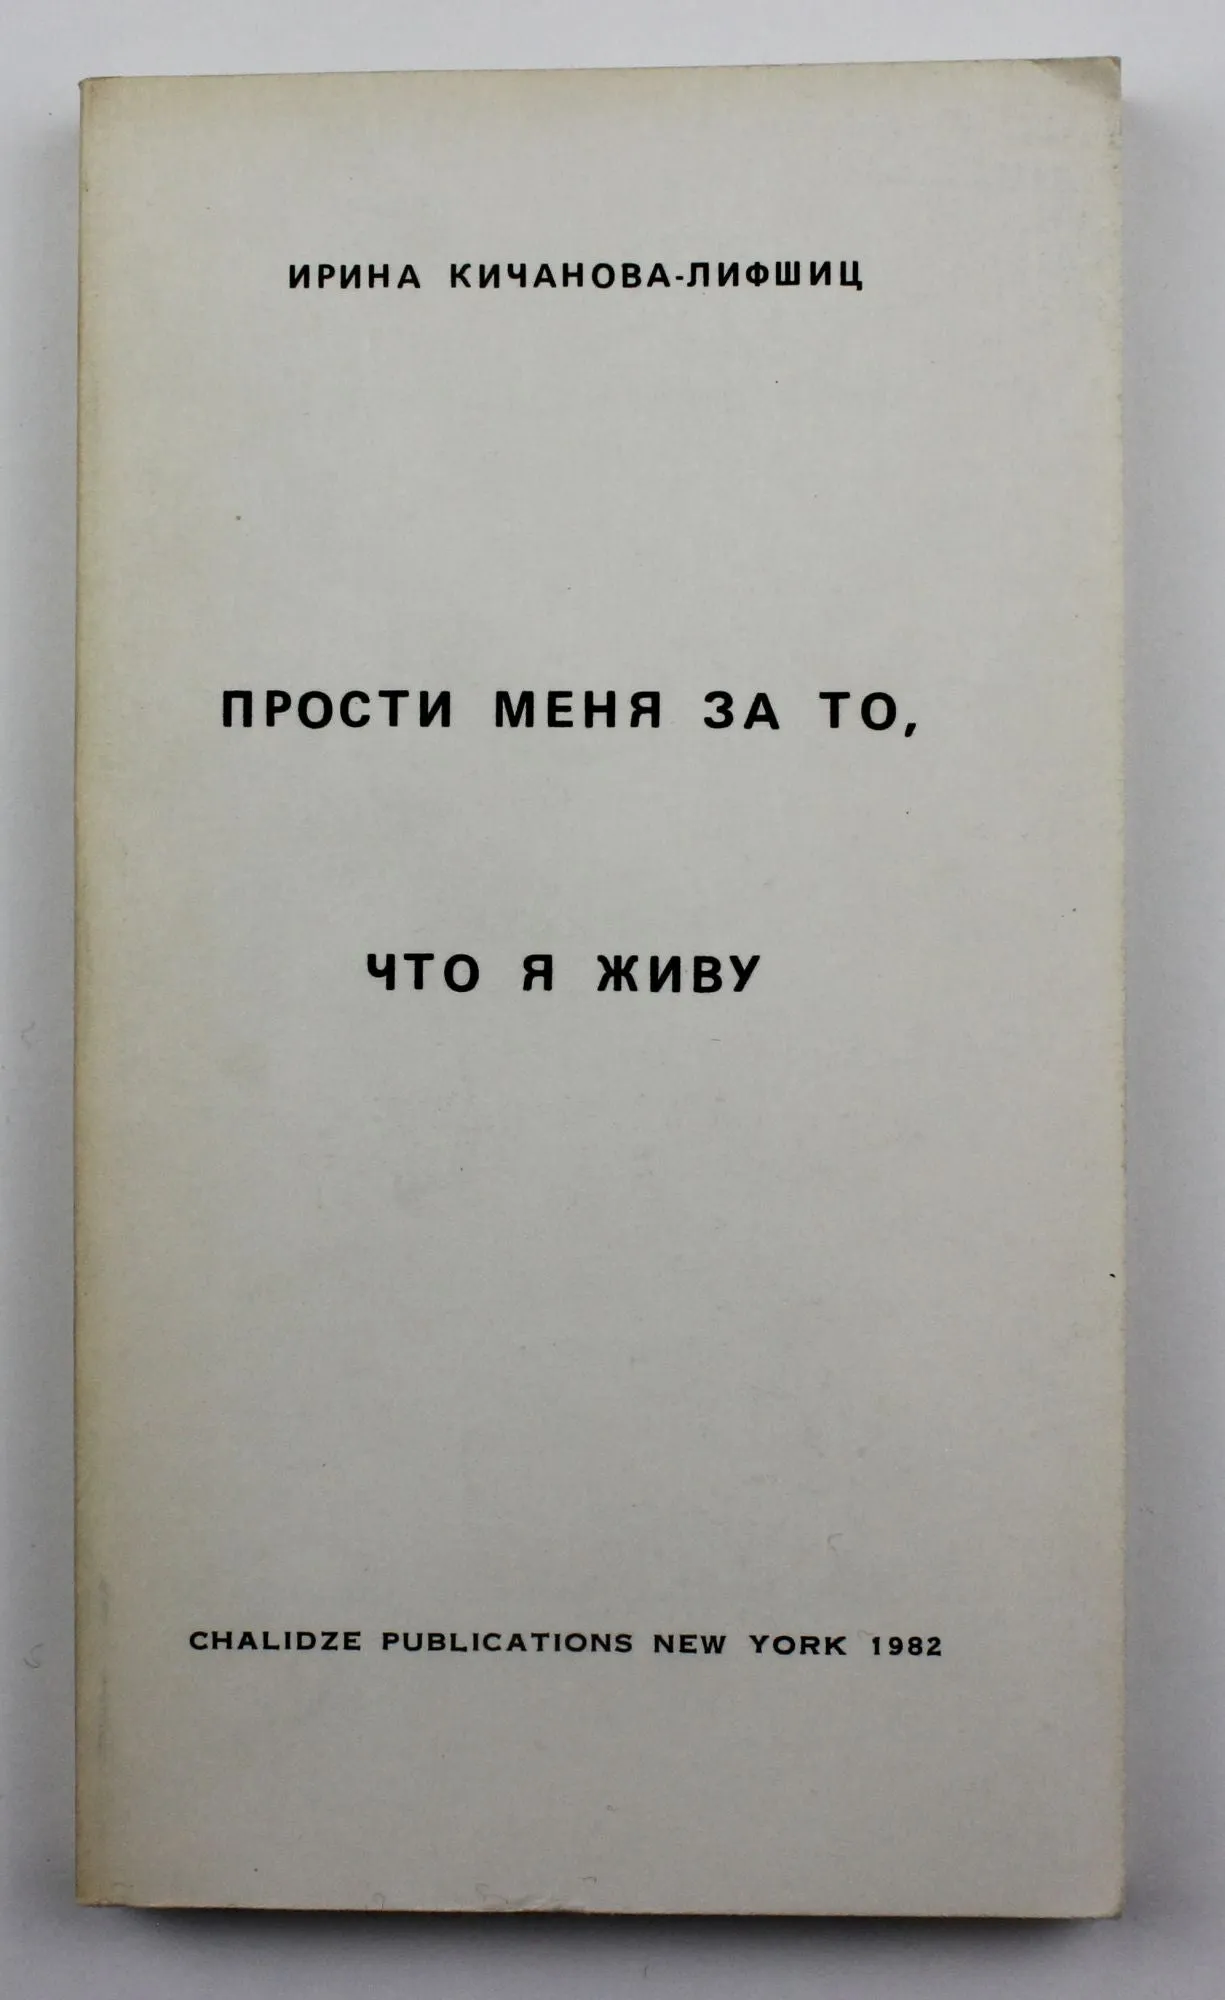 ИРИНА КИЧАНОВА-ЛИФШИЦ
ПРОСТИ МЕНЯ ЗА ТО,
ЧТО Я ЖИВУ
CHALIDZE PUBLICATIONS NEW YORK 1982